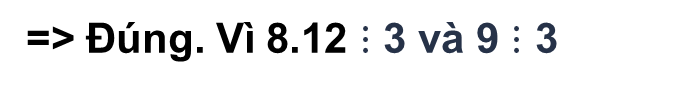 => Đúng. Vì 8.12 ⋮ 3 và 9 ⋮ 3